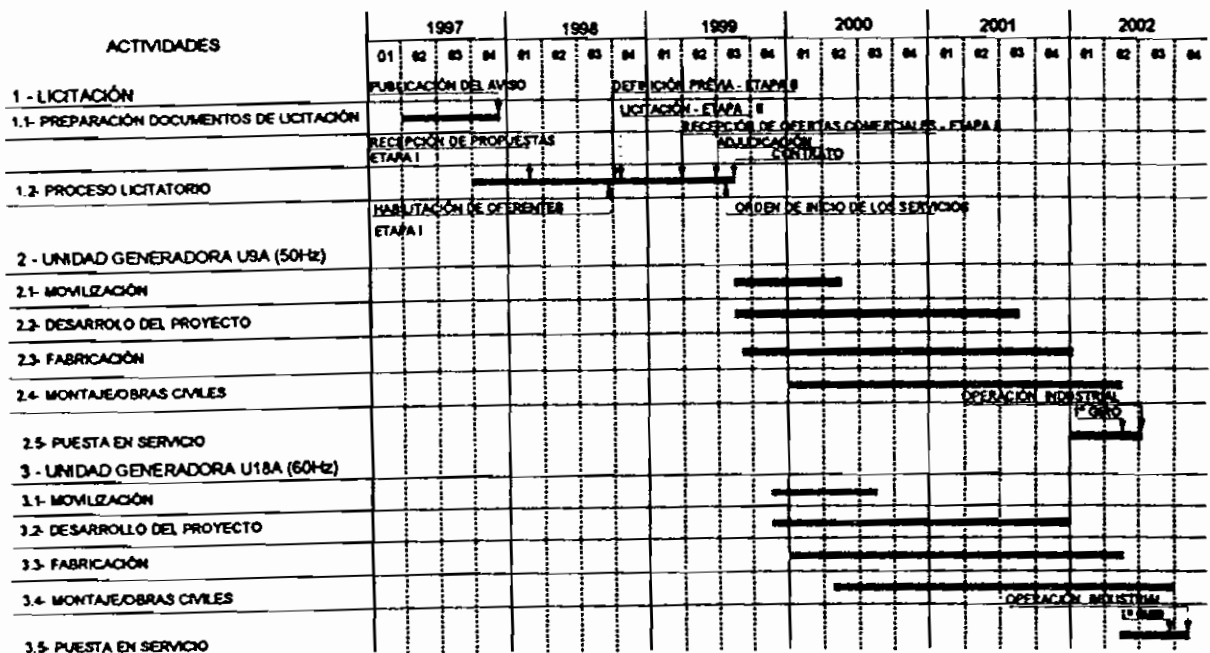 ACTIVIDADES
1997 1998 1999 2000 2001 2002
01 02 03 04 01 02 03 04 01 02 03 04 01 02 03 04 01 02 03 04 01 02 03 04
1 - LICITACIÓN
PUBLICACIÓN DEL AVISO
DEFINICIÓN PREVIA - ETAPA II
1.1- PREPARACIÓN DOCUMENTOS DE LICITACIÓN
LICITACIÓN - ETAPA II
RECEPCIÓN DE OFERTAS COMERCIALES - ETAPA II
RECEPCIÓN DE PROPUESTAS
ETAPA I
ADJUDICACIÓN
CONTRATO
1.2- PROCESO LICITATORIO
HABILITACIÓN DE OFERENTES
ETAPA I
ORDEN DE INICIO DE LOS SERVICIOS
2 - UNIDAD GENERADORA U9A (50Hz)
2.1- MOVILIZACIÓN
2.2- DESARROLO DEL PROYECTO
2.3- FABRICACIÓN
2.4- MONTAJE/OBRAS CIVILES
OPERACIÓN INDUSTRIAL
1º GIRO
2.5- PUESTA EN SERVICIO
3 - UNIDAD GENERADORA U18A (60Hz)
3.1- MOVILIZACIÓN
3.2- DESARROLLO DEL PROYECTO
3.3- FABRICACIÓN
3.4- MONTAJE/OBRAS CIVILES
OPERACIÓN INDUSTRIAL
1º GIRO
3.5- PUESTA EN SERVICIO